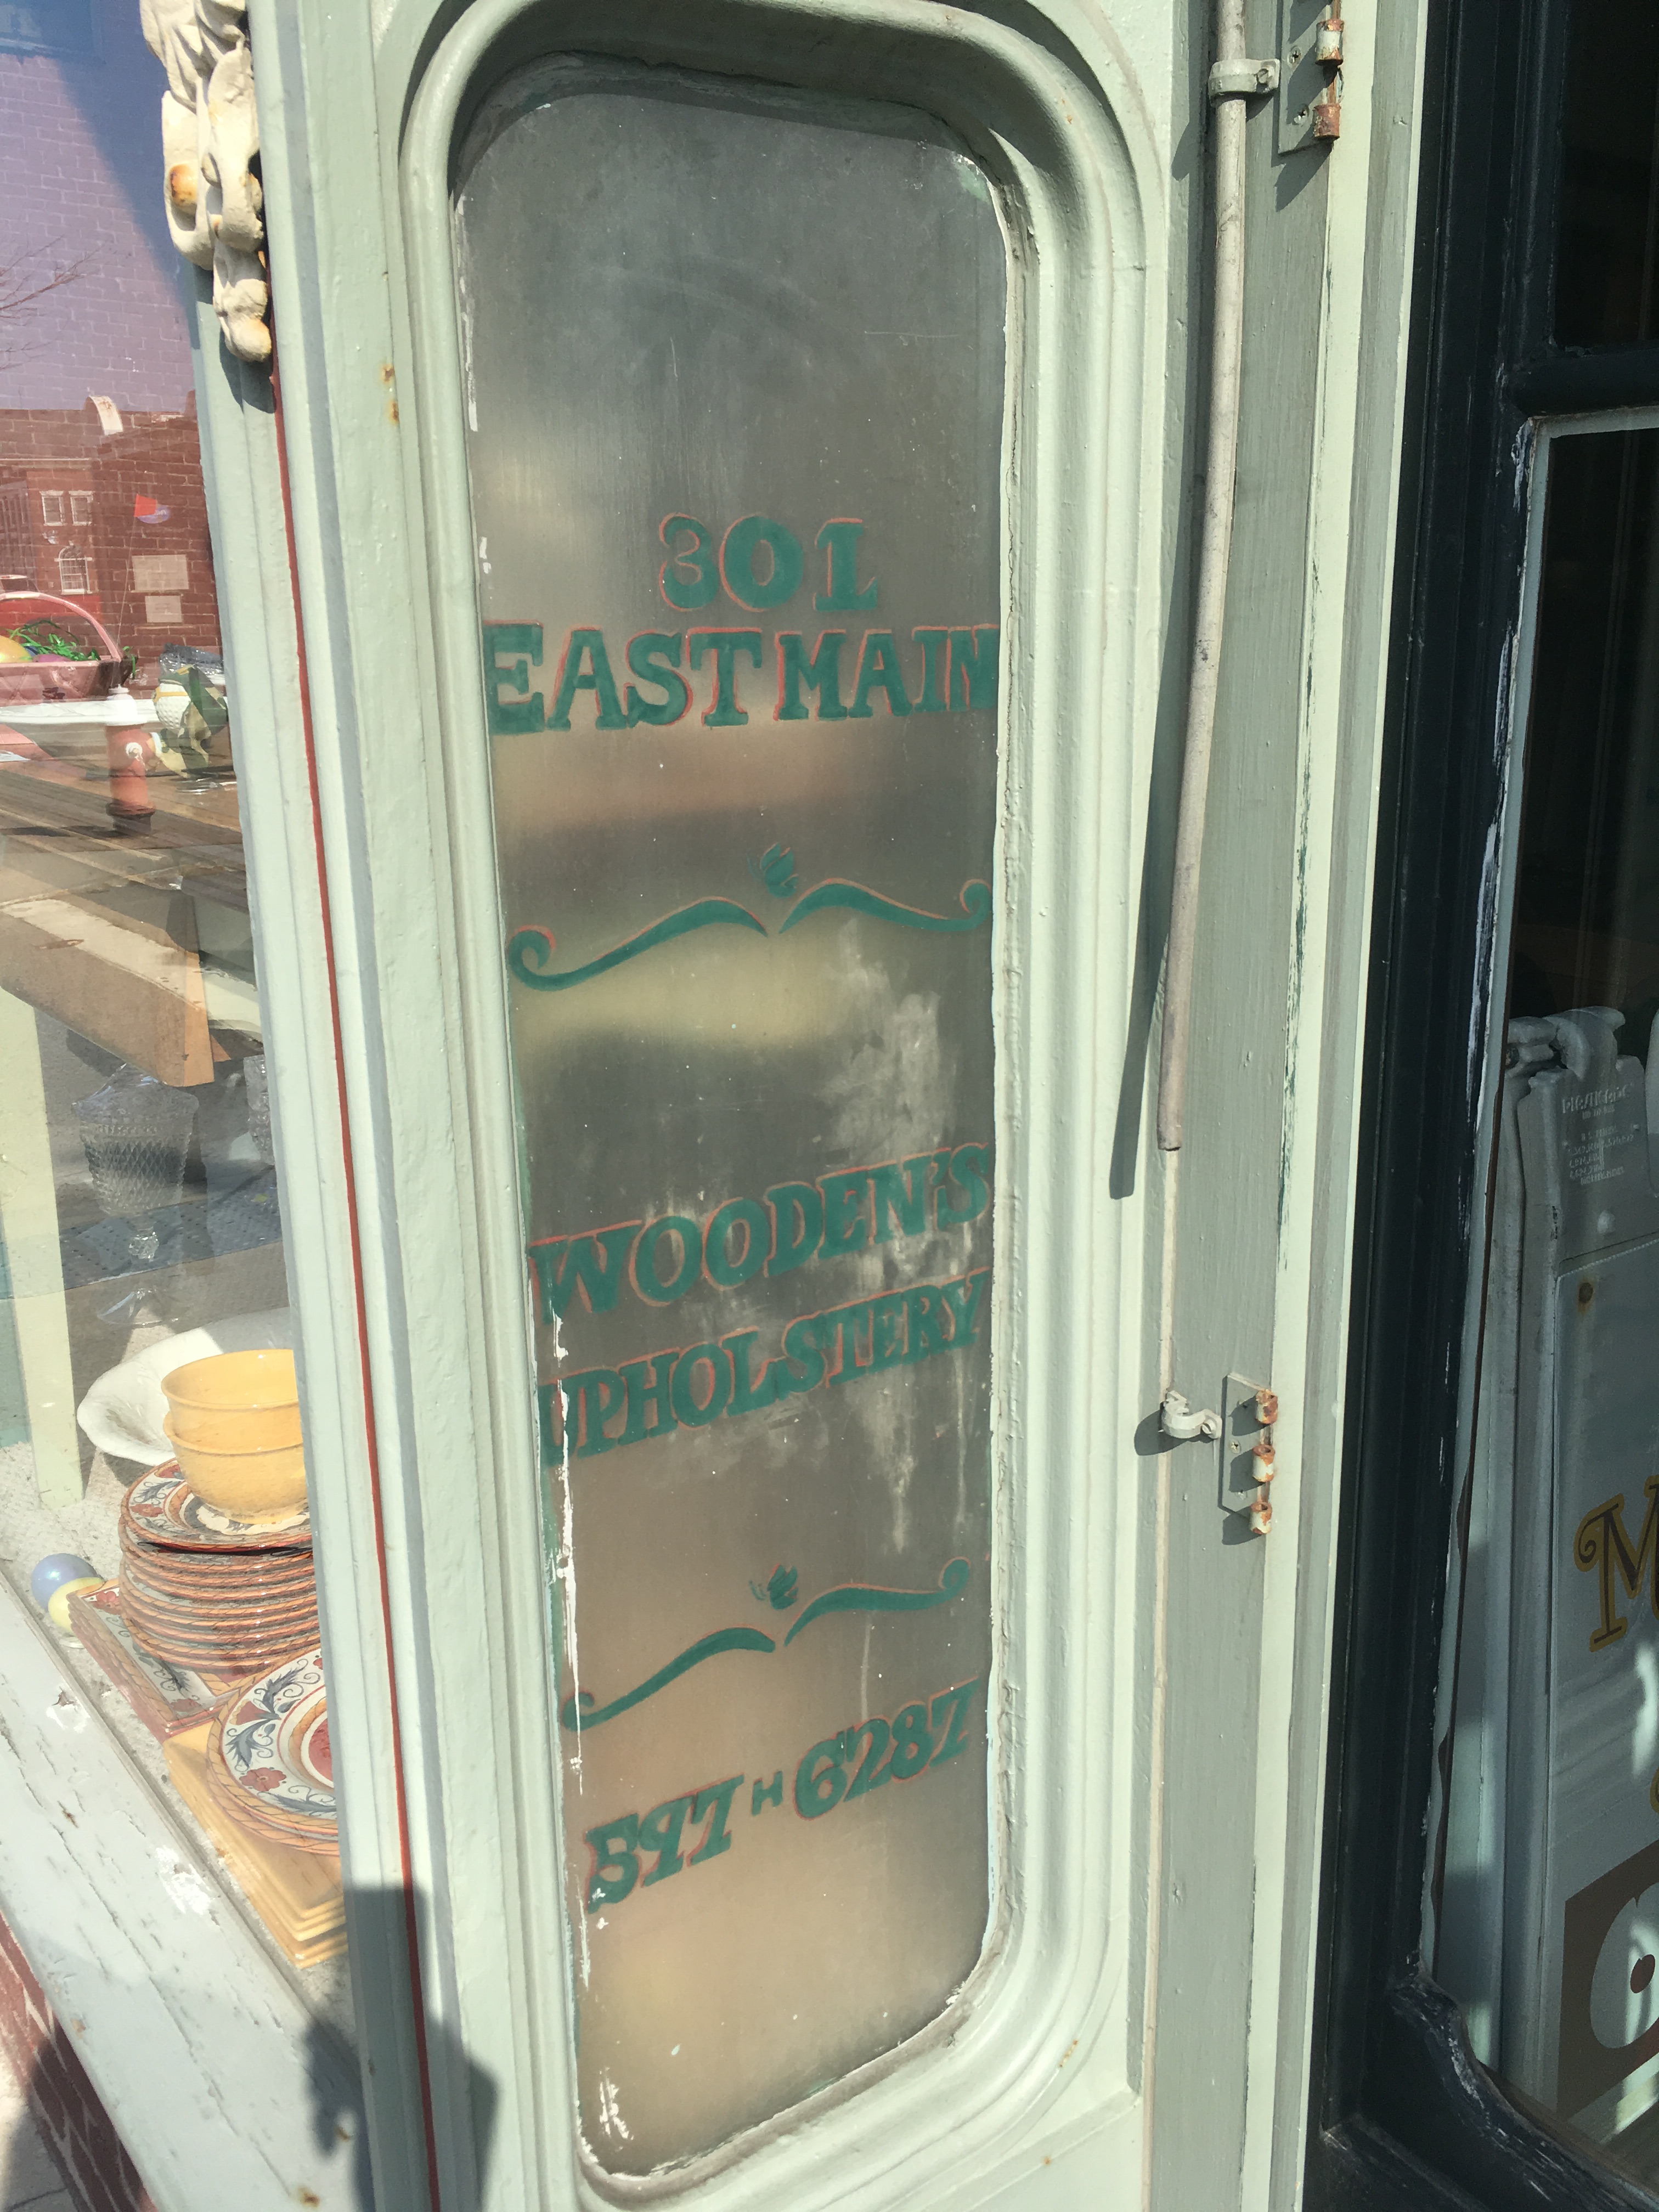 301
EAST MAIN
WOODEN'S
UPHOLSTERY
597-6287
M